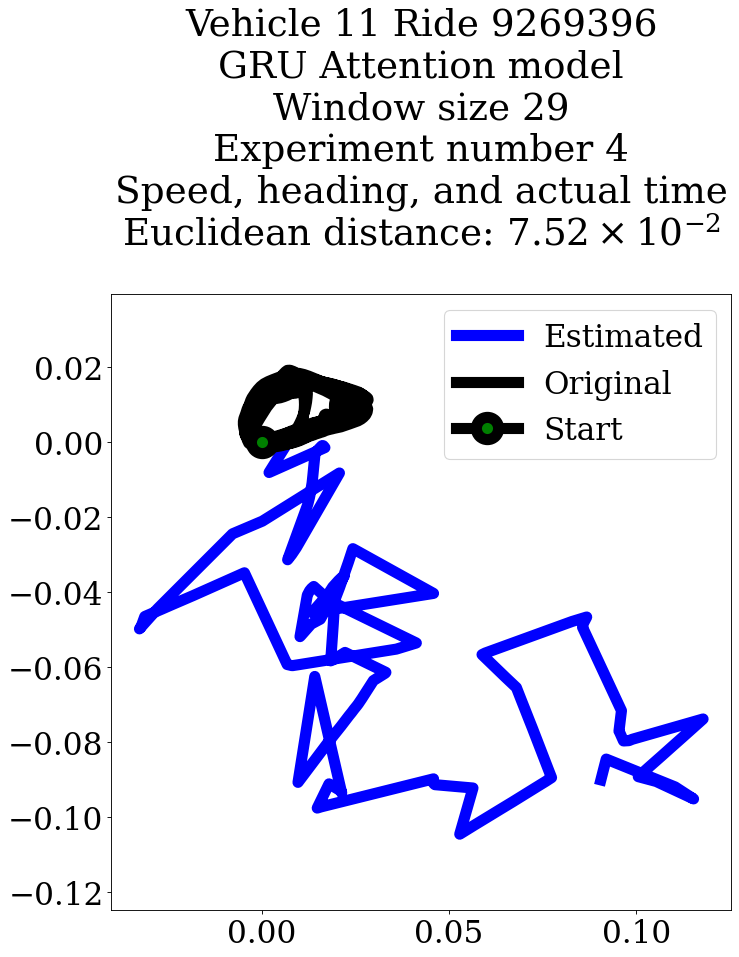 Vehicle 11 Ride 9269396
GRU Attention model
Window size 29
Experiment number 4
Speed, heading, and actual time
Euclidean distance: 7.52 × 10⁻²
Estimated
Original
Start
0.02
0.00
−0.02
−0.04
−0.06
−0.08
−0.10
−0.12
0.00 0.05 0.10